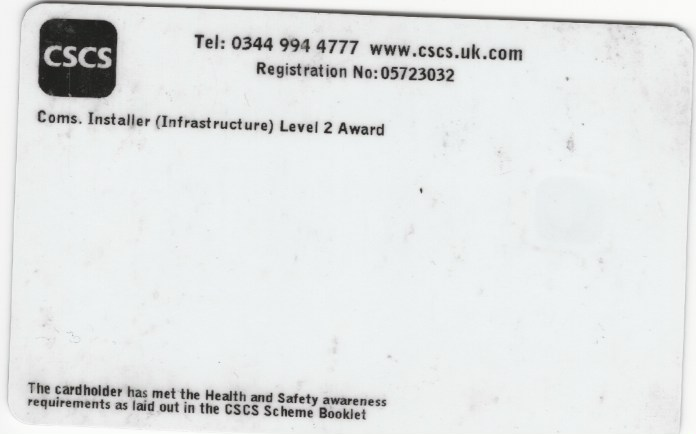 CSCS
Tel: 0344 994 4777 www.cscs.uk.com
Registration No:05723032
Coms. Installer (Infrastructure) Level 2 Award
The cardholder has met the Health and Safety awareness
requirements as laid out in the CSCS Scheme Booklet